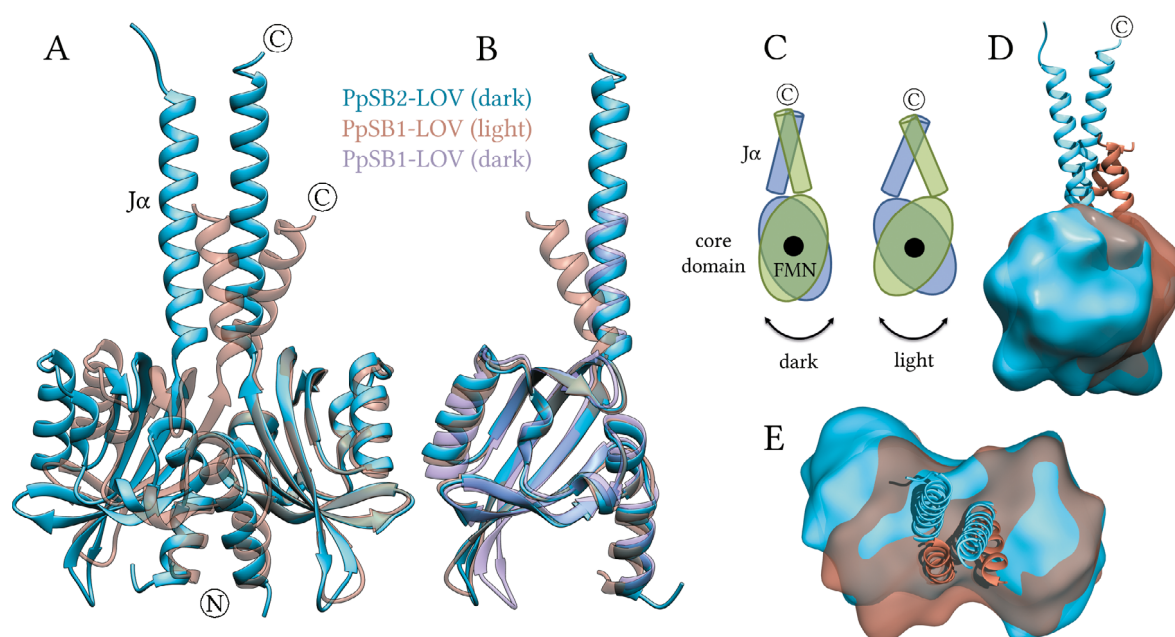 A
Ⓒ
B
C
D
Ⓒ
PpSB2-LOV (dark)
PpSB1-LOV (light)
PpSB1-LOV (dark)
Ⓒ
Ⓒ
Jα
Jα
Ⓒ
core
domain
FMN
dark
light
E
Ⓝ